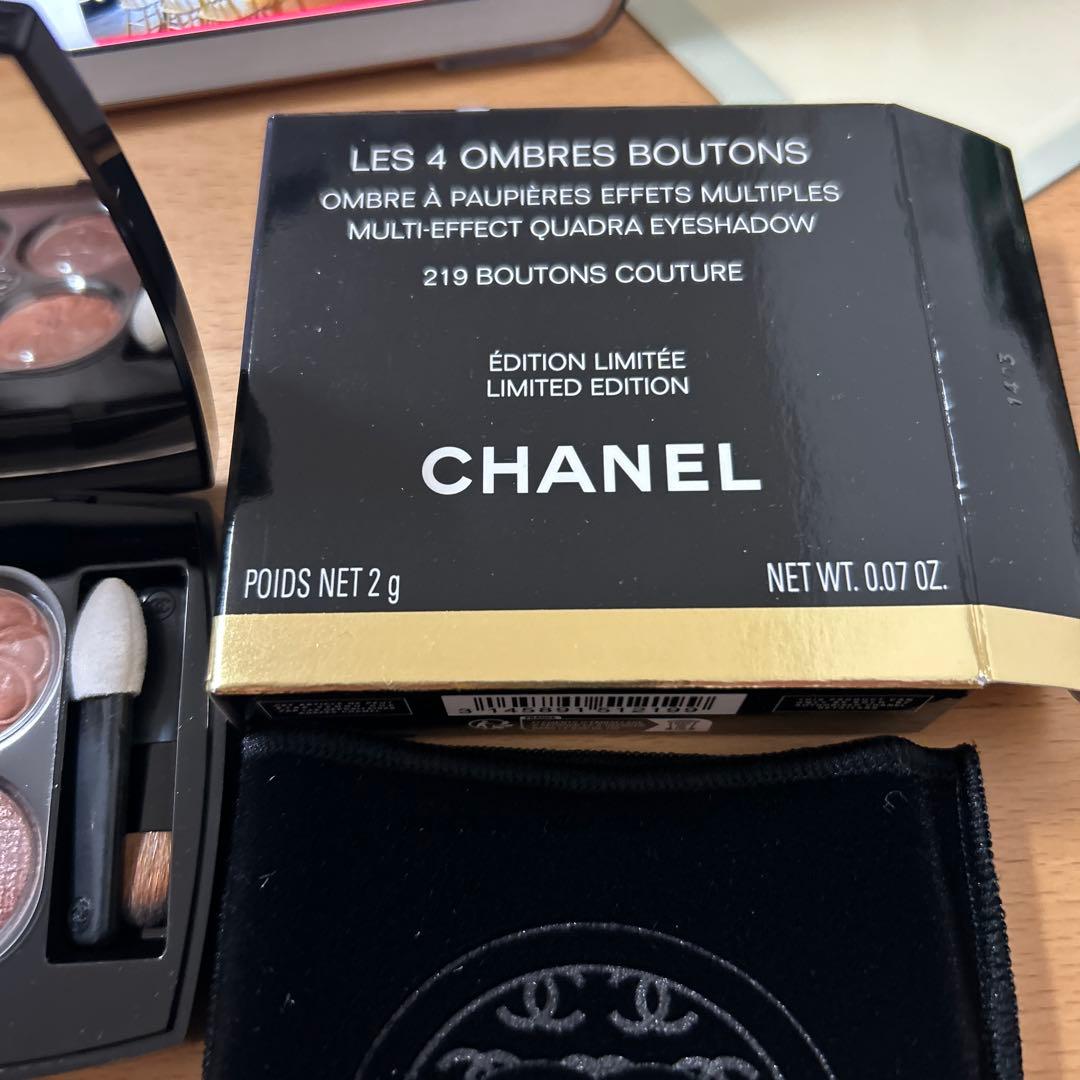 LES 4 OMBRES BOUTONS
OMBRE À PAUPIÈRES EFFETS MULTIPLES
MULTI-EFFECT QUADRA EYESHADOW
219 BOUTONS COUTURE
ÉDITION LIMITÉE
LIMITED EDITION
CHANEL
POIDS NET 2 g
NET WT. 0.07 OZ.